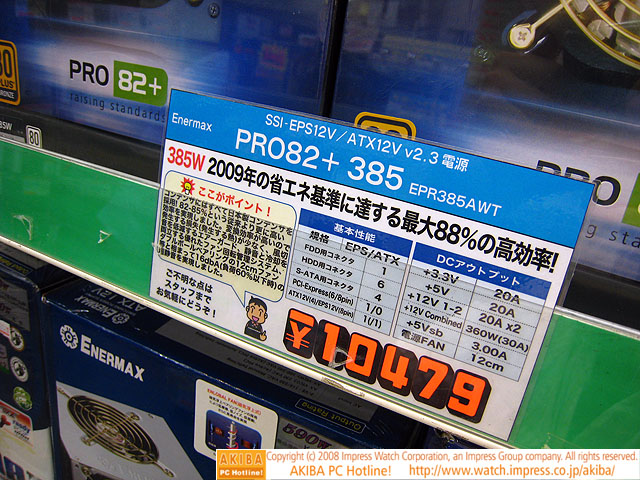 PRO 82+
raising standard
80
PLUS
BRONZE
Enermax
SSI-EPS12V/ATX12V v2.3 電源
PRO82+ 385 EPR385AWT
385W 2009年の省エネ基準に達する最大88%の高効率!
ここがポイント!
ご不明な点は
スタッフまで
お気軽にどうぞ!
基本性能
規格 EPS/ATX
FDD用コネクタ 1
HDD用コネクタ 6
S-ATA用コネクタ 4
PCI-Express(6/8pin) 1/0
ATX12V(4)/EPS12V(8pin) 1/1
DCアウトプット
+3.3V 20A
+5V 20A
+12V 1-2 20A x2
+12V Combined 360W(30A)
+5Vsb 3.00A
電源FAN 12cm
¥10479
PRO
ENERMAX
Output Rating
AKIBA
PC Hotline!
Copyright (c) 2008 Impress Watch Corporation, an Impress Group company. All rights reserved.
AKIBA PC Hotline! http://www.watch.impress.co.jp/akiba/